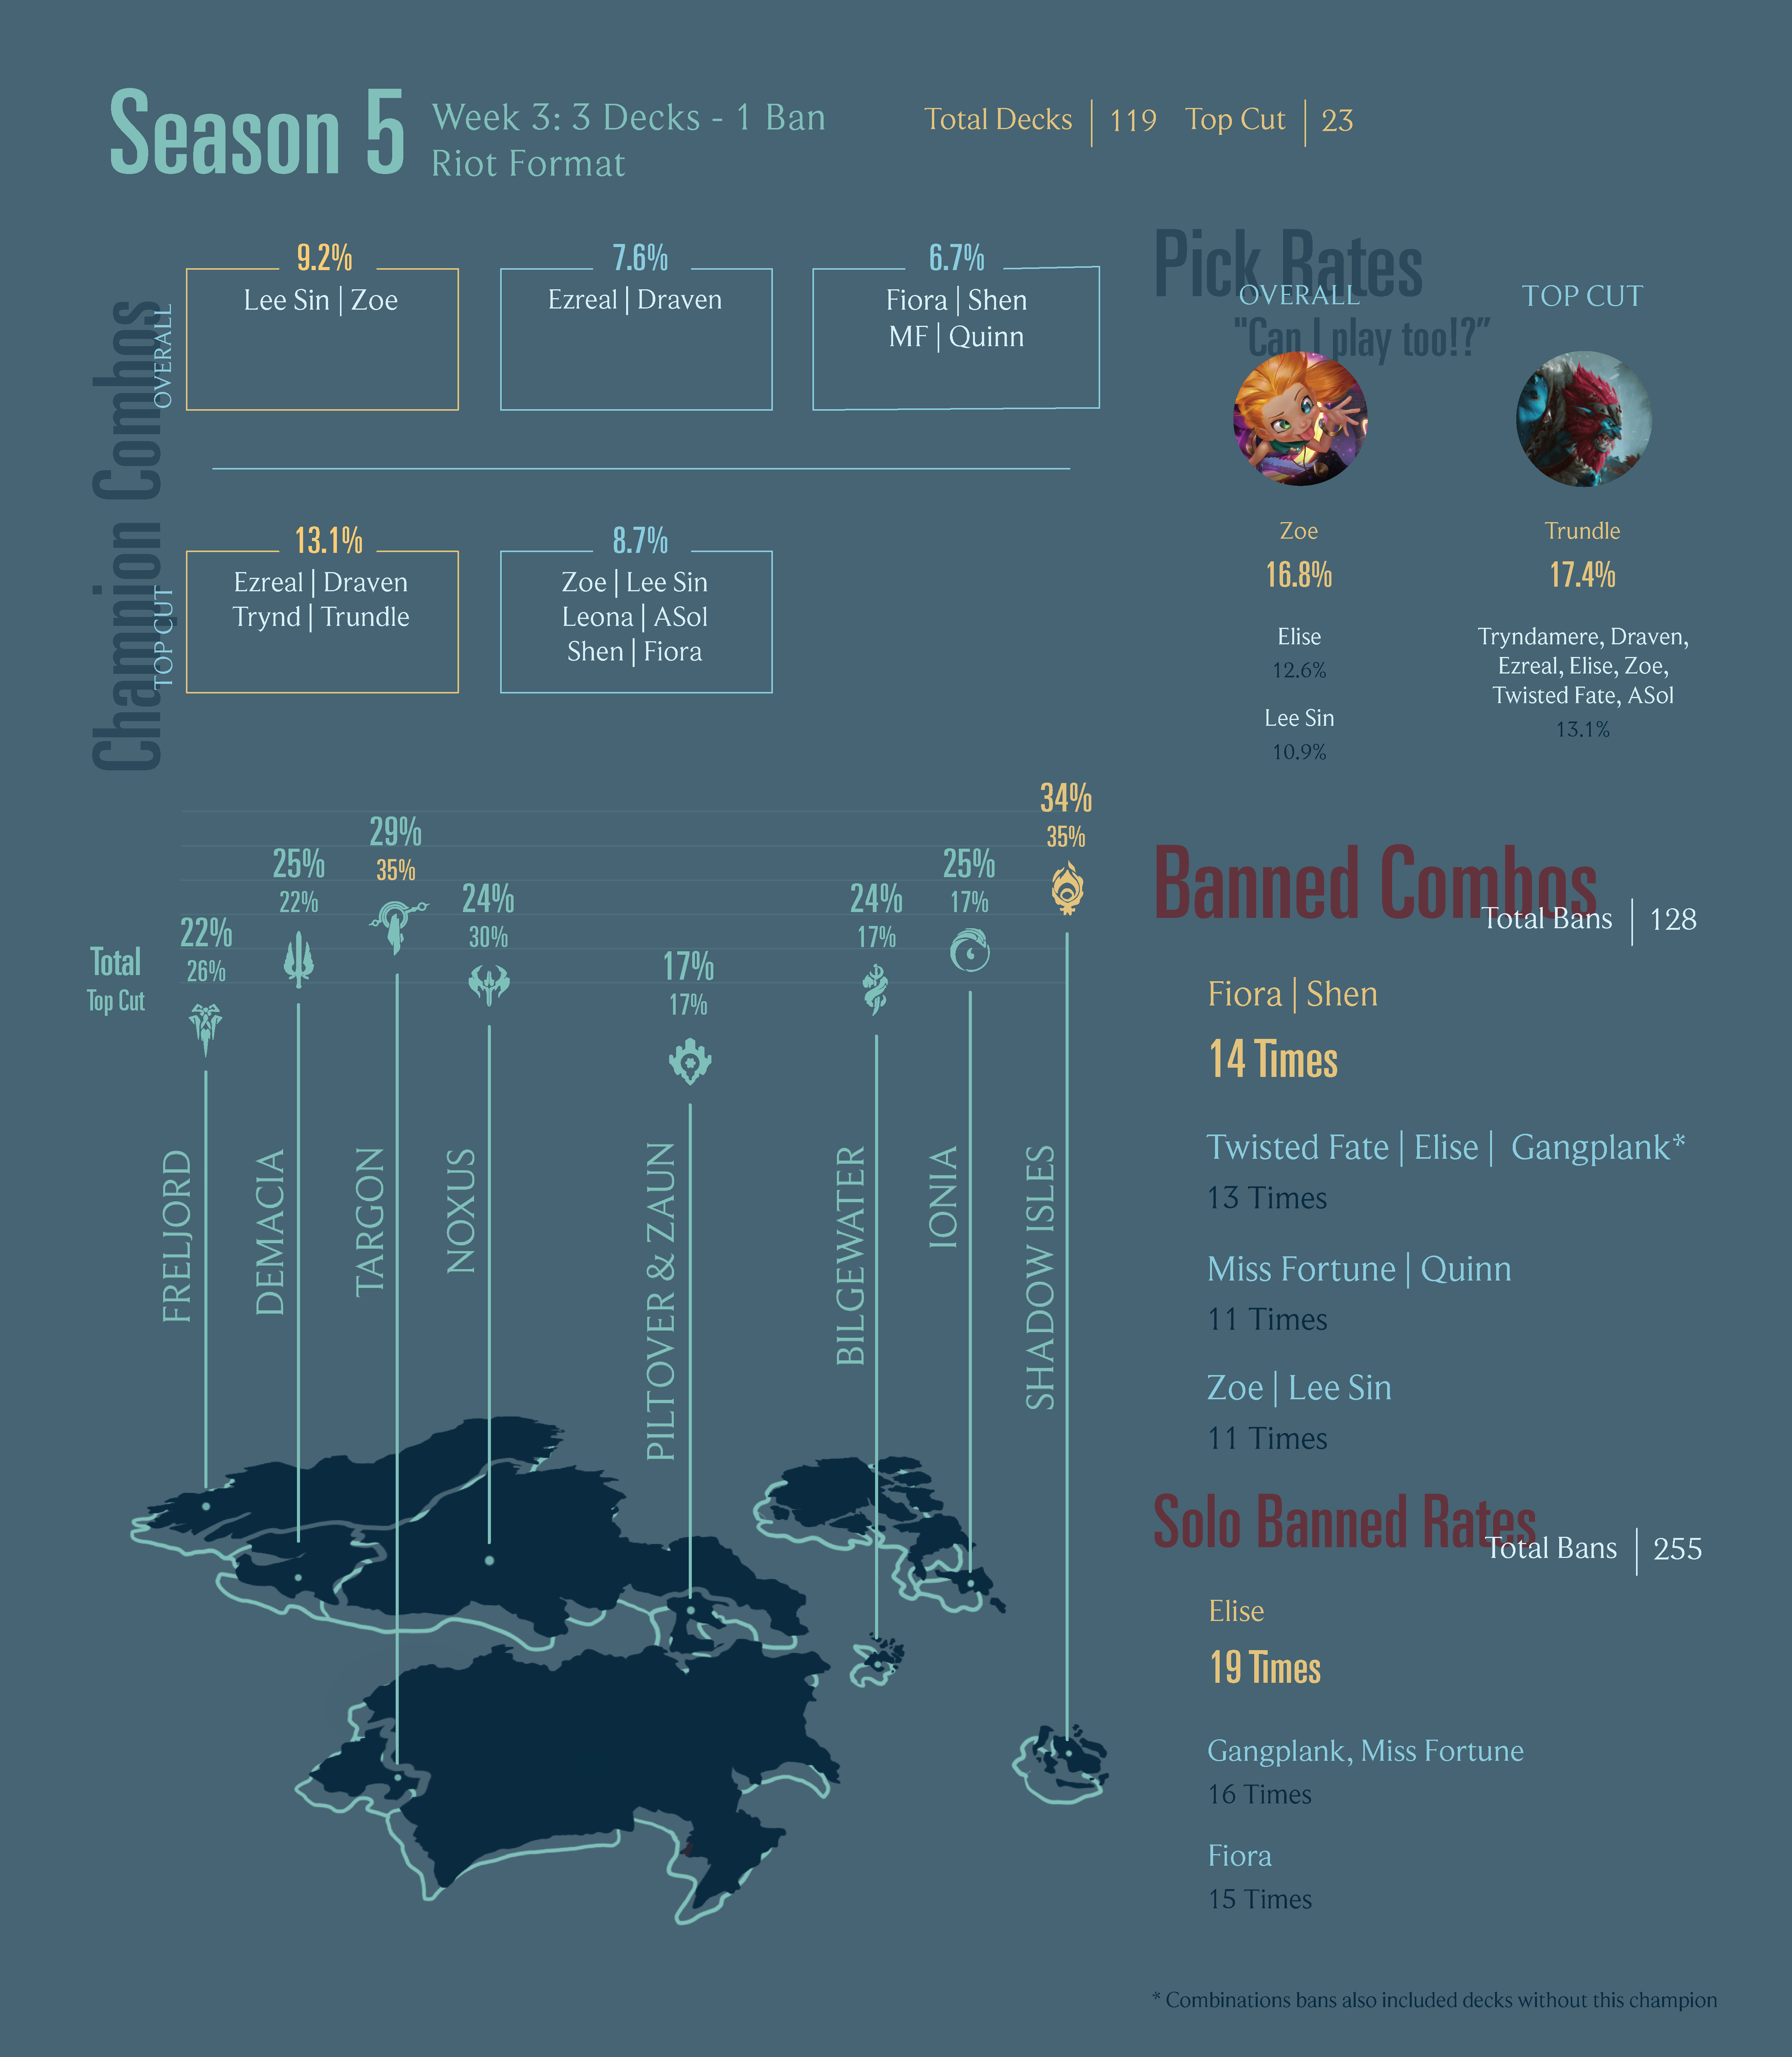 Season 5
Week 3: 3 Decks - 1 Ban
Riot Format
Total Decks | 119 Top Cut | 23
Champion Combos
OVERALL
9.2%
Lee Sin | Zoe
7.6%
Ezreal | Draven
6.7%
Fiora | Shen
MF | Quinn
TOP CUT
13.1%
Ezreal | Draven
Trynd | Trundle
8.7%
Zoe | Lee Sin
Leona | ASol
Shen | Fiora
Pick Rates
"Can I play too!?”
OVERALL
Zoe
16.8%
Elise
12.6%
Lee Sin
10.9%
TOP CUT
Trundle
17.4%
Tryndamere, Draven,
Ezreal, Elise, Zoe,
Twisted Fate, ASol
13.1%
Total
Top Cut
22%
26%
FRELJORD
25%
22%
DEMACIA
29%
35%
TARGON
24%
30%
NOXUS
17%
17%
PILTOVER & ZAUN
24%
17%
BILGEWATER
25%
17%
IONIA
34%
35%
SHADOW ISLES
Banned Combos
Total Bans | 128
Fiora | Shen
14 Times
Twisted Fate | Elise | Gangplank*
13 Times
Miss Fortune | Quinn
11 Times
Zoe | Lee Sin
11 Times
Solo Banned Rates
Total Bans | 255
Elise
19 Times
Gangplank, Miss Fortune
16 Times
Fiora
15 Times
* Combinations bans also included decks without this champion